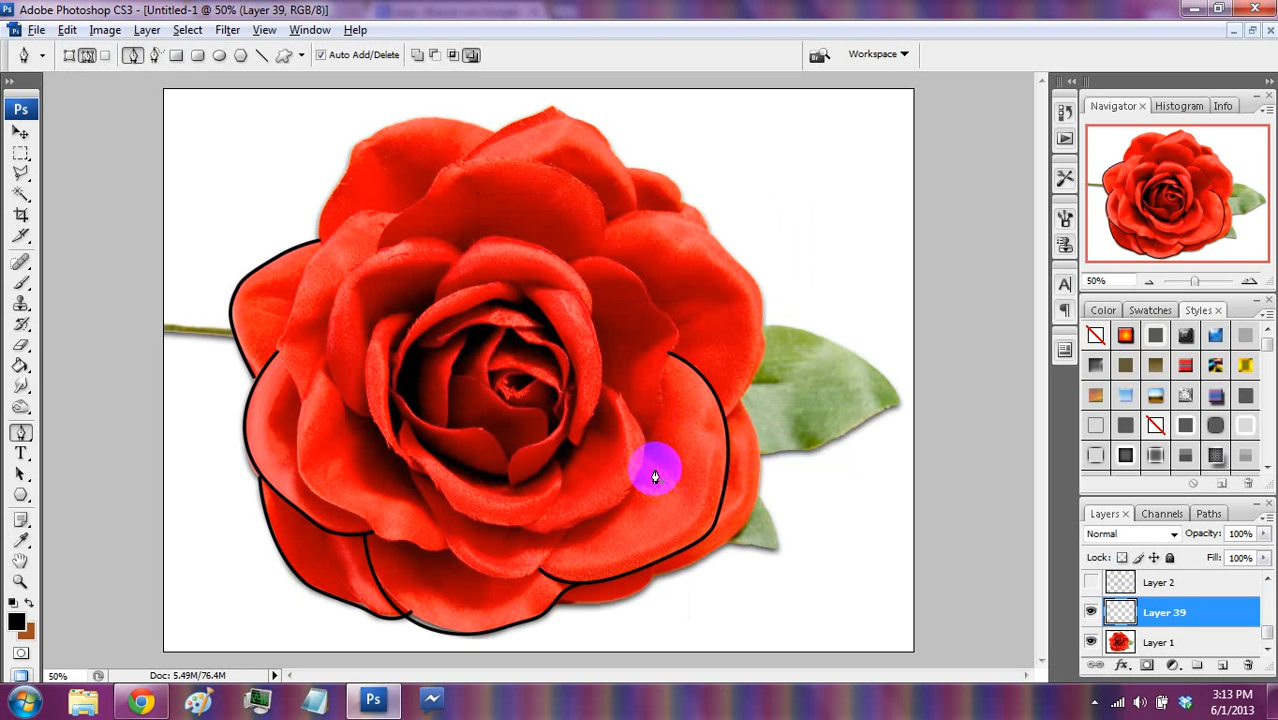 Adobe Photoshop CS3 - [Untitled-1 @ 50% (Layer 39, RGB/8)]
File Edit Image Layer Select Filter View Window Help
Auto Add/Delete
Workspace
Ps
Navigator Histogram Info
50%
Color Swatches Styles
Layers Channels Paths
Normal Opacity: 100%
Lock: Fill: 100%
Layer 2
Layer 39
Layer 1
50% Doc: 5.49M/76.4M
Ps
3:13 PM
6/1/2013